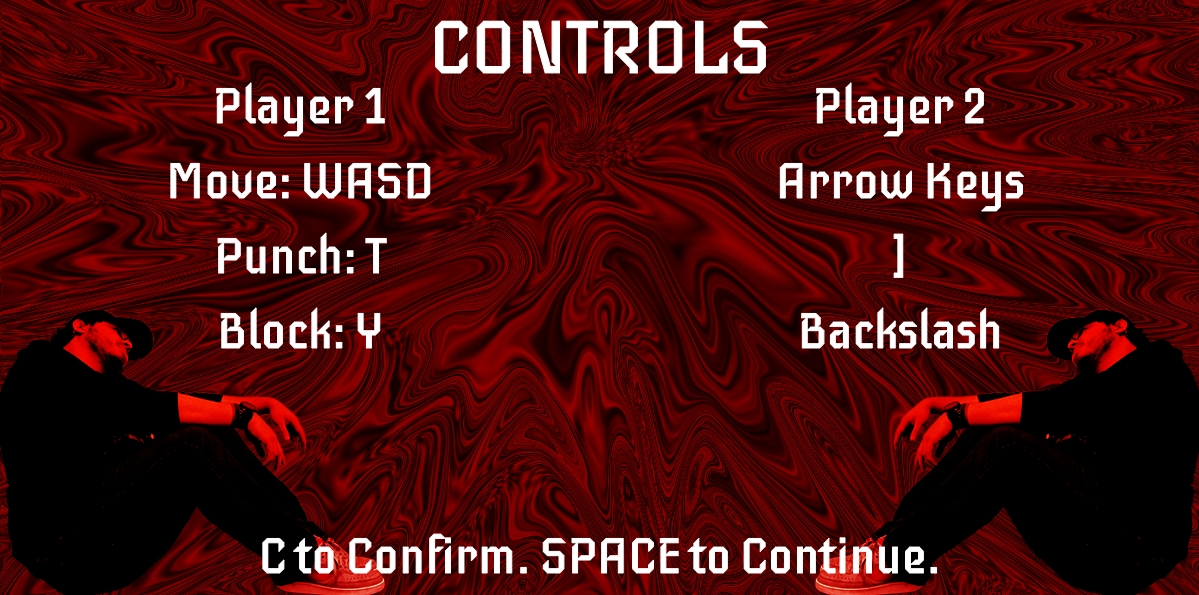 CONTROLS
Player 1
Player 2
Move: WASD
Arrow Keys
Punch: T
]
Block: Y
Backslash
C to Confirm. SPACE to Continue.